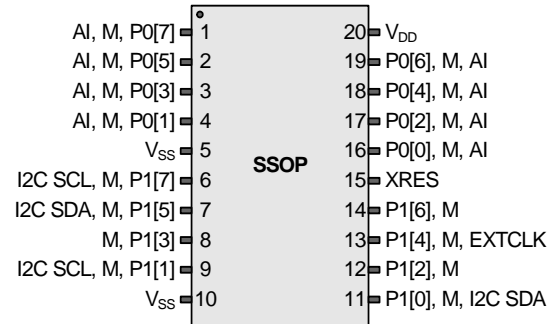 AI, M, P0[7] 1 20 VDD
AI, M, P0[5] 2 19 P0[6], M, AI
AI, M, P0[3] 3 18 P0[4], M, AI
AI, M, P0[1] 4 17 P0[2], M, AI
VSS 5 16 P0[0], M, AI
SSOP
I2C SCL, M, P1[7] 6 15 XRES
I2C SDA, M, P1[5] 7 14 P1[6], M
M, P1[3] 8 13 P1[4], M, EXTCLK
I2C SCL, M, P1[1] 9 12 P1[2], M
VSS 10 11 P1[0], M, I2C SDA